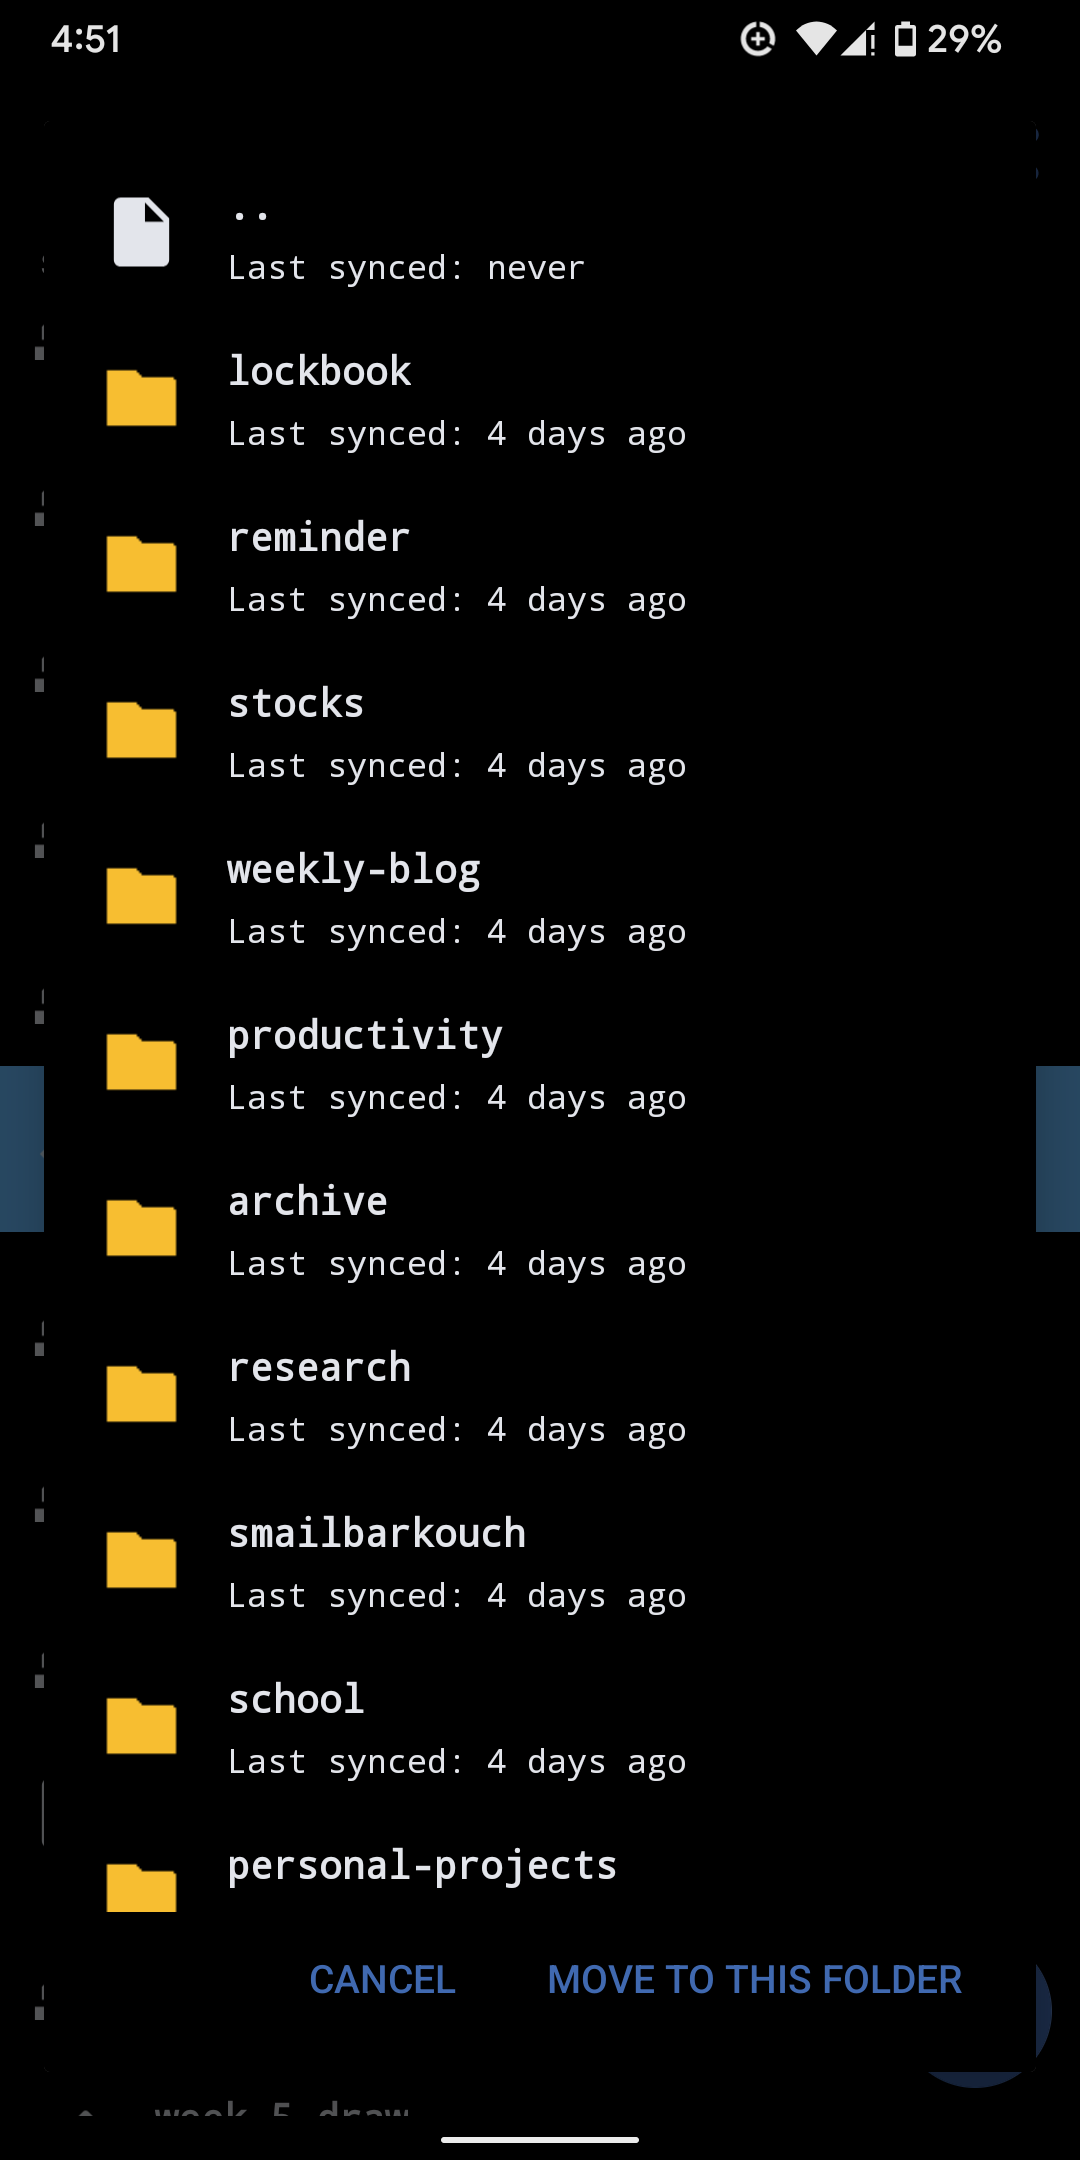 4:51
29%
..
Last synced: never
lockbook
Last synced: 4 days ago
reminder
Last synced: 4 days ago
stocks
Last synced: 4 days ago
weekly-blog
Last synced: 4 days ago
productivity
Last synced: 4 days ago
archive
Last synced: 4 days ago
research
Last synced: 4 days ago
smailbarkouch
Last synced: 4 days ago
school
Last synced: 4 days ago
personal-projects
CANCEL MOVE TO THIS FOLDER
week 5 draw